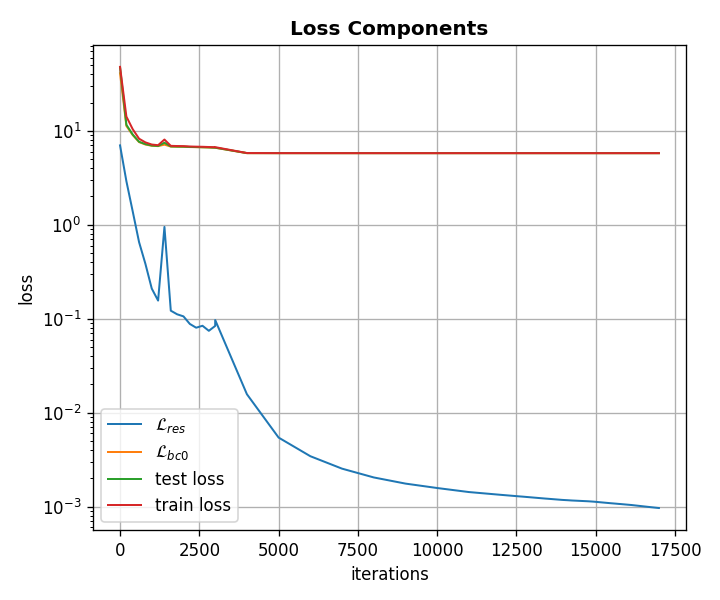 Loss Components
loss
10¹
10⁰
10⁻¹
10⁻²
10⁻³
ℒ_res
ℒ_bc0
test loss
train loss
0 2500 5000 7500 10000 12500 15000 17500
iterations